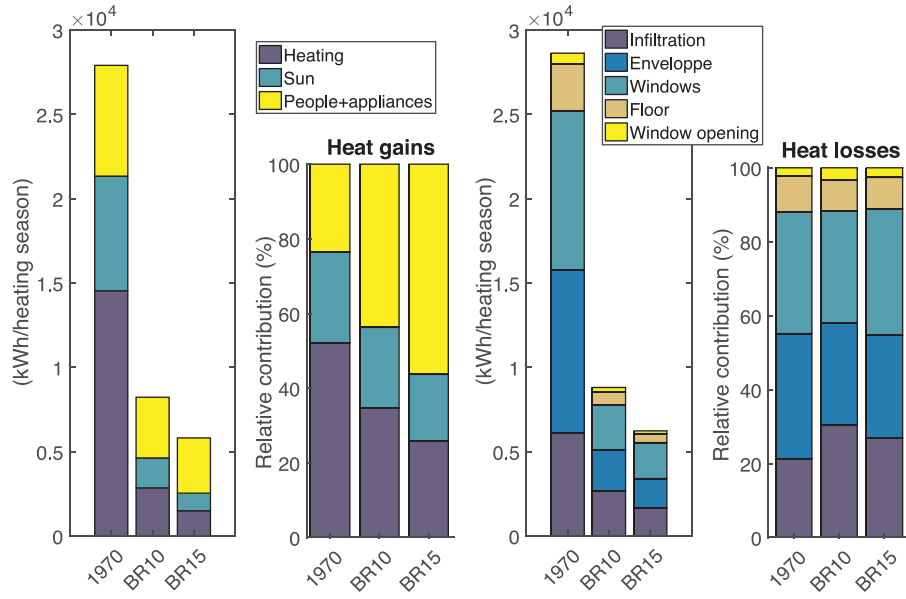 ×10⁴
3
2.5
2
1.5
1
0.5
0
(kWh/heating season)
1970
BR10
BR15
Heating
Sun
People+appliances
Heat gains
100
80
60
40
20
0
Relative contribution (%)
1970
BR10
BR15
×10⁴
3
2.5
2
1.5
1
0.5
0
(kWh/heating season)
1970
BR10
BR15
Infiltration
Enveloppe
Windows
Floor
Window opening
Heat losses
100
80
60
40
20
0
Relative contribution (%)
1970
BR10
BR15